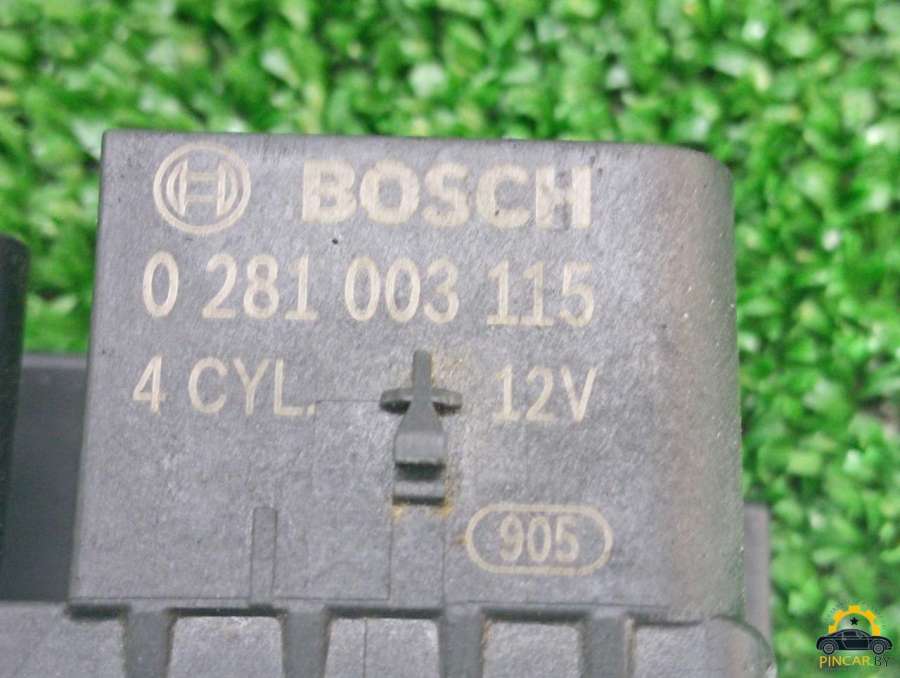 BOSCH
0 281 003 115
4 CYL. 12V
905
PINCAR.BY